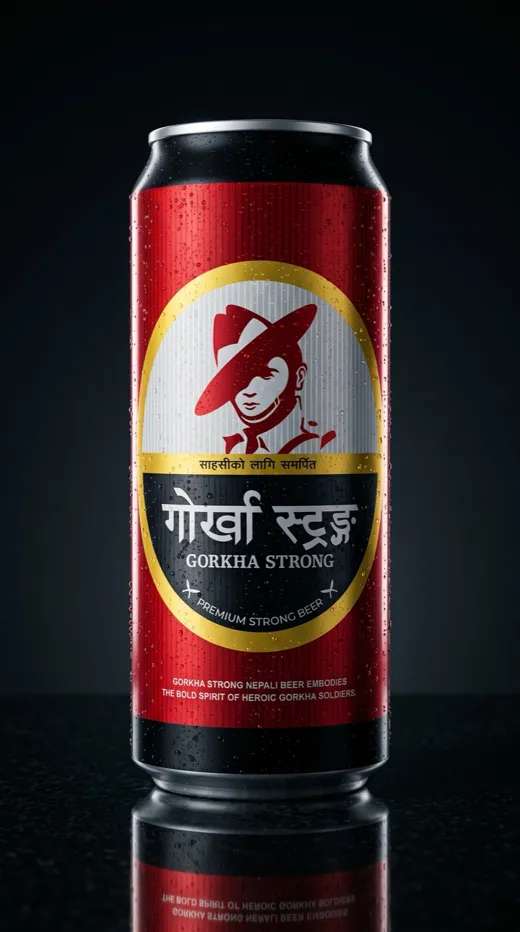 साहसीको लागि समर्पित
गोर्खा स्ट्रङ्ग
GORKHA STRONG
PREMIUM STRONG BEER
GORKHA STRONG NEPALI BEER EMBODIES
THE BOLD SPIRIT OF HEROIC GORKHA SOLDIERS.